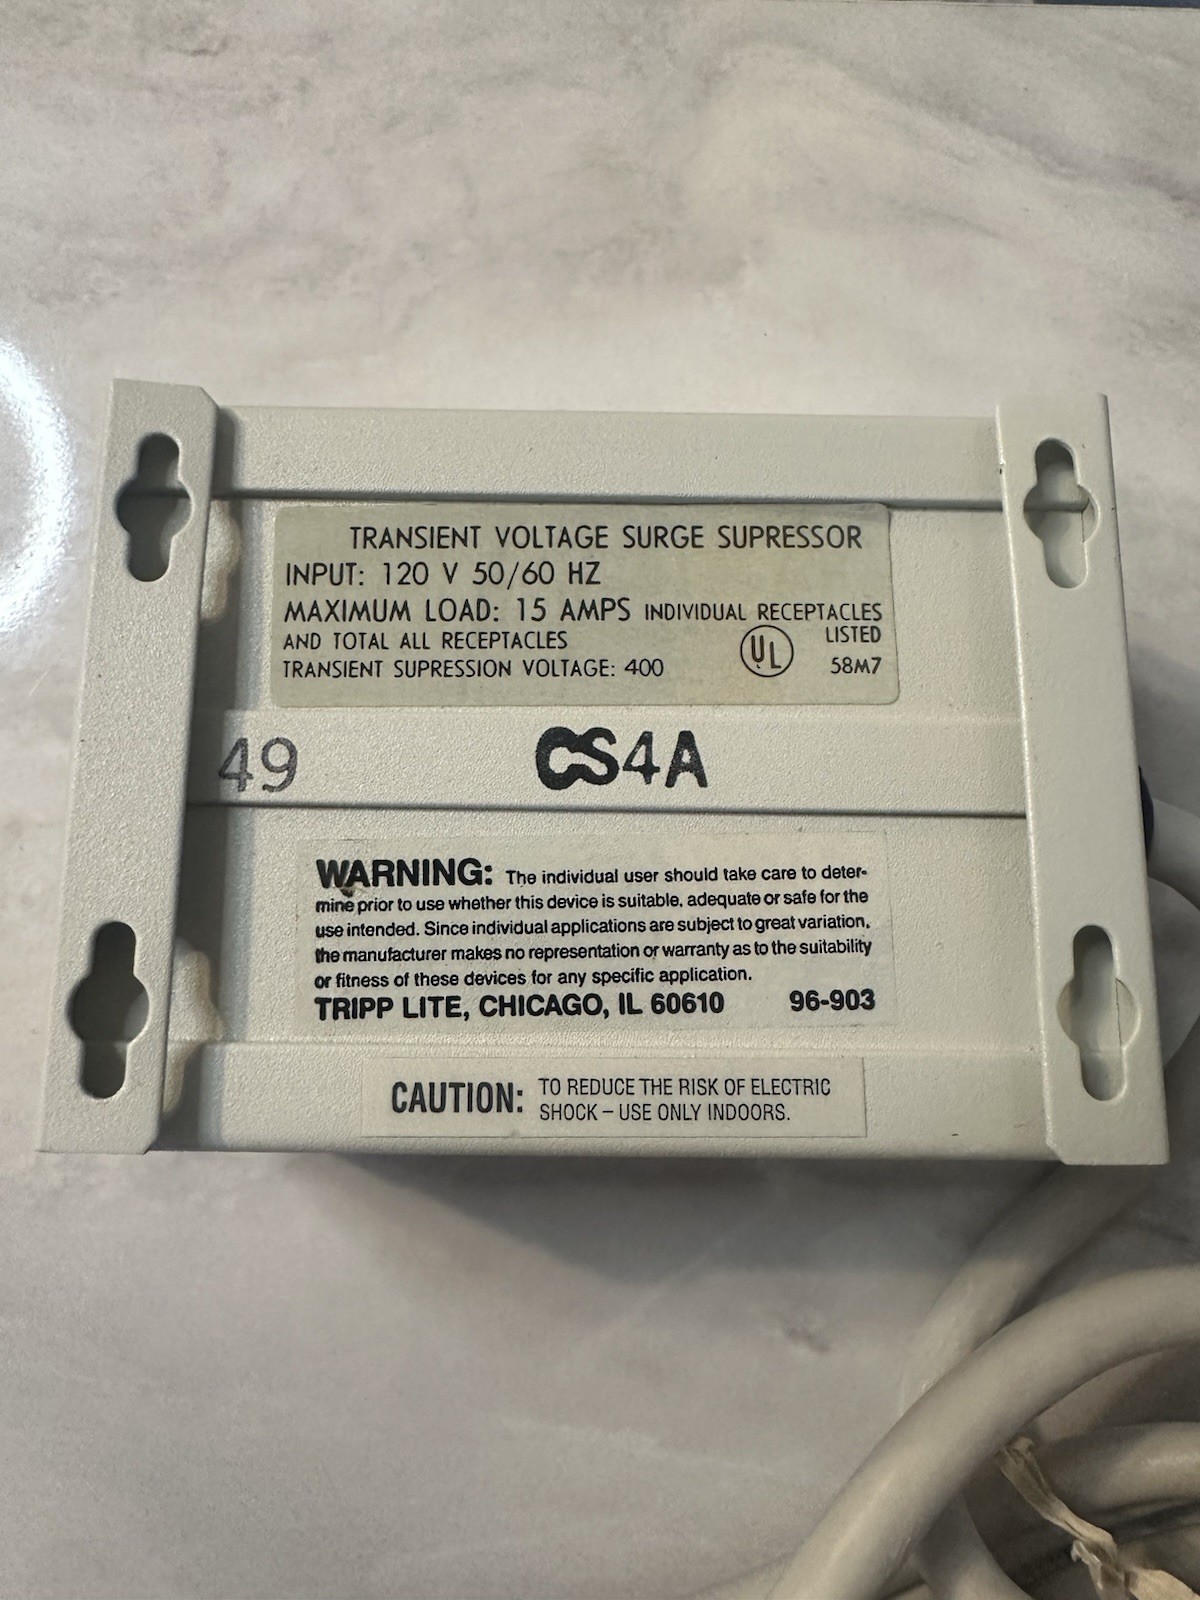 TRANSIENT VOLTAGE SURGE SUPRESSOR
INPUT: 120 V 50/60 HZ
MAXIMUM LOAD: 15 AMPS INDIVIDUAL RECEPTACLES
AND TOTAL ALL RECEPTACLES
UL LISTED
TRANSIENT SUPRESSION VOLTAGE: 400
58M7
49
CS4A
WARNING: The individual user should take care to deter-
mine prior to use whether this device is suitable, adequate or safe for the
use intended. Since individual applications are subject to great variation,
the manufacturer makes no representation or warranty as to the suitability
or fitness of these devices for any specific application.
TRIPP LITE, CHICAGO, IL 60610 96-903
CAUTION: TO REDUCE THE RISK OF ELECTRIC
SHOCK – USE ONLY INDOORS.